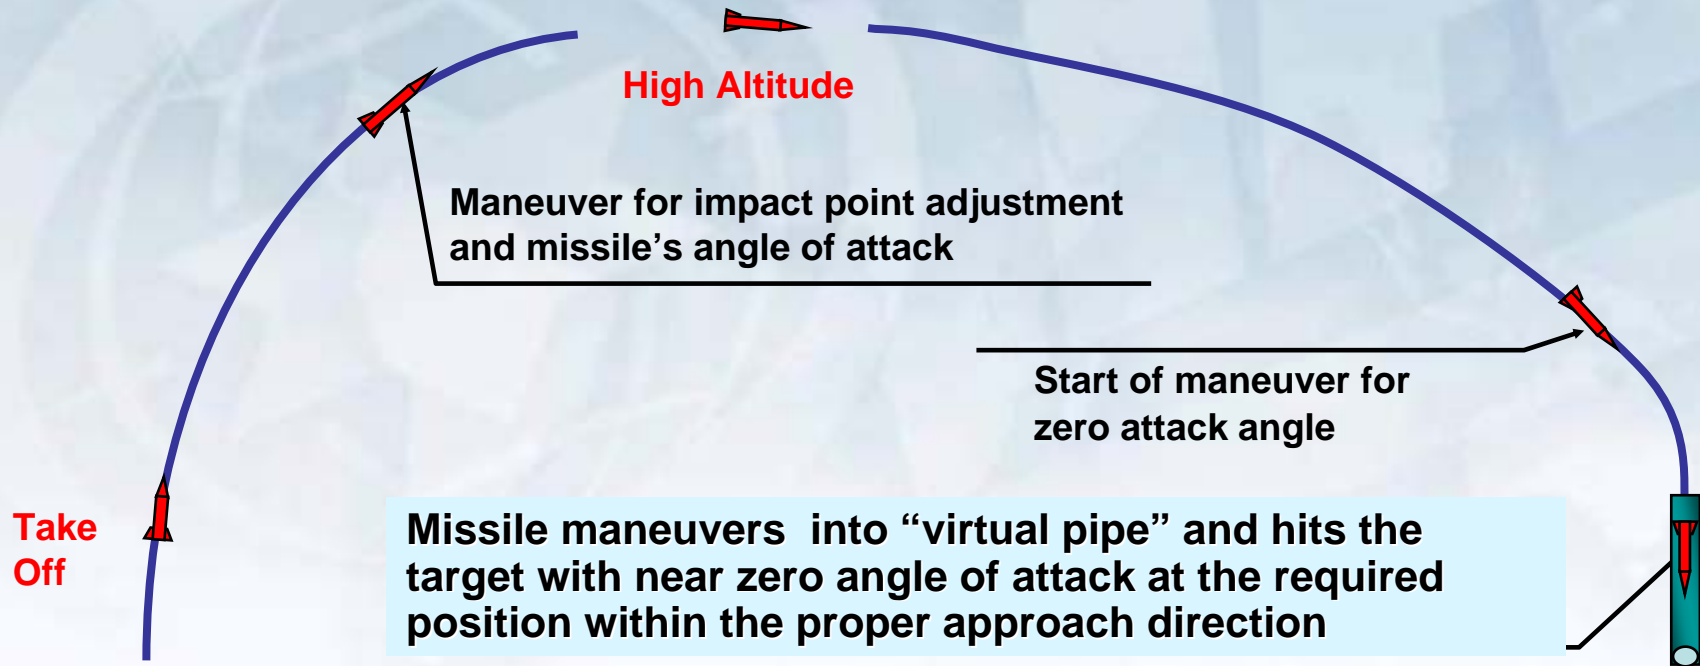 High Altitude
Maneuver for impact point adjustment
and missile’s angle of attack
Start of maneuver for
zero attack angle
Take
Off
Missile maneuvers into “virtual pipe” and hits the
target with near zero angle of attack at the required
position within the proper approach direction